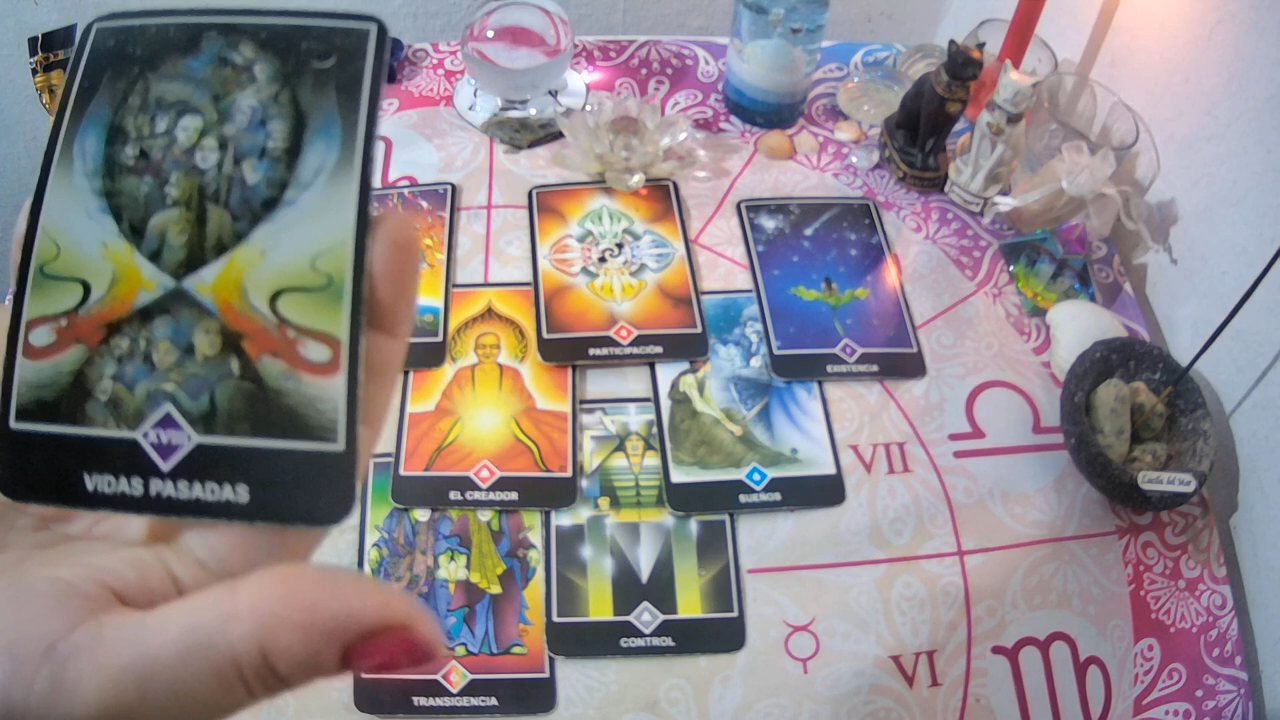 XVIII
VIDAS PASADAS
PARTICIPACIÓN
EXISTENCIA
EL CREADOR
SUEÑOS
VII
CONTROL
VI
TRANSIGENCIA